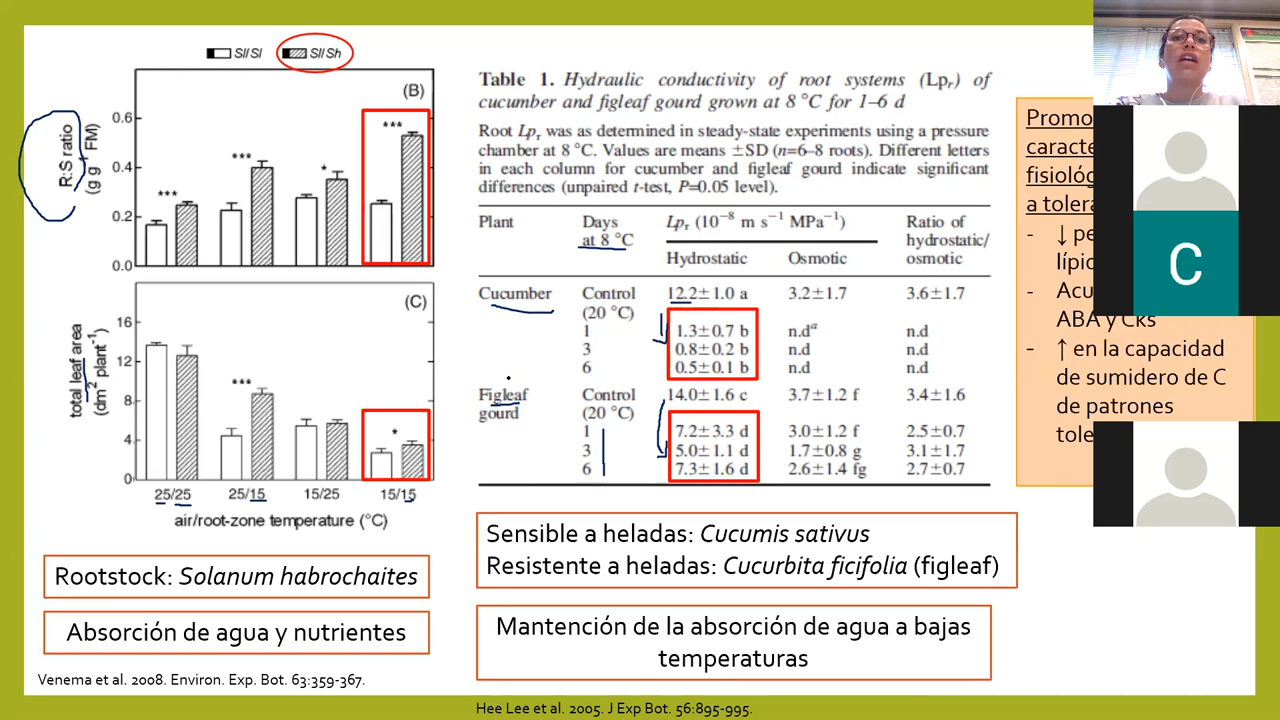 Sl/Sl Sl/Sh
(B)
R:S ratio
(g g⁻¹ FM)
0.6
0.4
0.2
0.0
***
***
*
***
(C)
total leaf area
(dm² plant⁻¹)
16
12
8
4
0
***
*
25/25 25/15 15/25 15/15
air/root-zone temperature (°C)
Rootstock: Solanum habrochaites
Absorción de agua y nutrientes
Venema et al. 2008. Environ. Exp. Bot. 63:359-367.
Table 1. Hydraulic conductivity of root systems (Lpr) of
cucumber and figleaf gourd grown at 8 °C for 1–6 d
Root Lpr was as determined in steady-state experiments using a pressure
chamber at 8 °C. Values are means ±SD (n=6–8 roots). Different letters
in each column for cucumber and figleaf gourd indicate significant
differences (unpaired t-test, P=0.05 level).
Plant Days at 8 °C Lpr (10⁻⁸ m s⁻¹ MPa⁻¹) Ratio of hydrostatic/osmotic
Hydrostatic Osmotic
Cucumber Control (20 °C) 12.2±1.0 a 3.2±1.7 3.6±1.7
1 1.3±0.7 b n.dᵃ n.d
3 0.8±0.2 b n.d n.d
6 0.5±0.1 b n.d n.d
Figleaf gourd Control (20 °C) 14.0±1.6 c 3.7±1.2 f 3.4±1.6
1 7.2±3.3 d 3.0±1.2 f 2.5±0.7
3 5.0±1.1 d 1.7±0.8 g 3.1±1.7
6 7.3±1.6 d 2.6±1.4 fg 2.7±0.7
Sensible a heladas: Cucumis sativus
Resistente a heladas: Cucurbita ficifolia (figleaf)
Mantención de la absorción de agua a bajas
temperaturas
Hee Lee et al. 2005. J Exp Bot. 56:895-995.
Promo
caracte
fisiológ
a tolera
- ↓ pe
lípi
- Acu
ABA y Cks
- ↑ en la capacidad
de sumidero de C
de patrones
tole
C